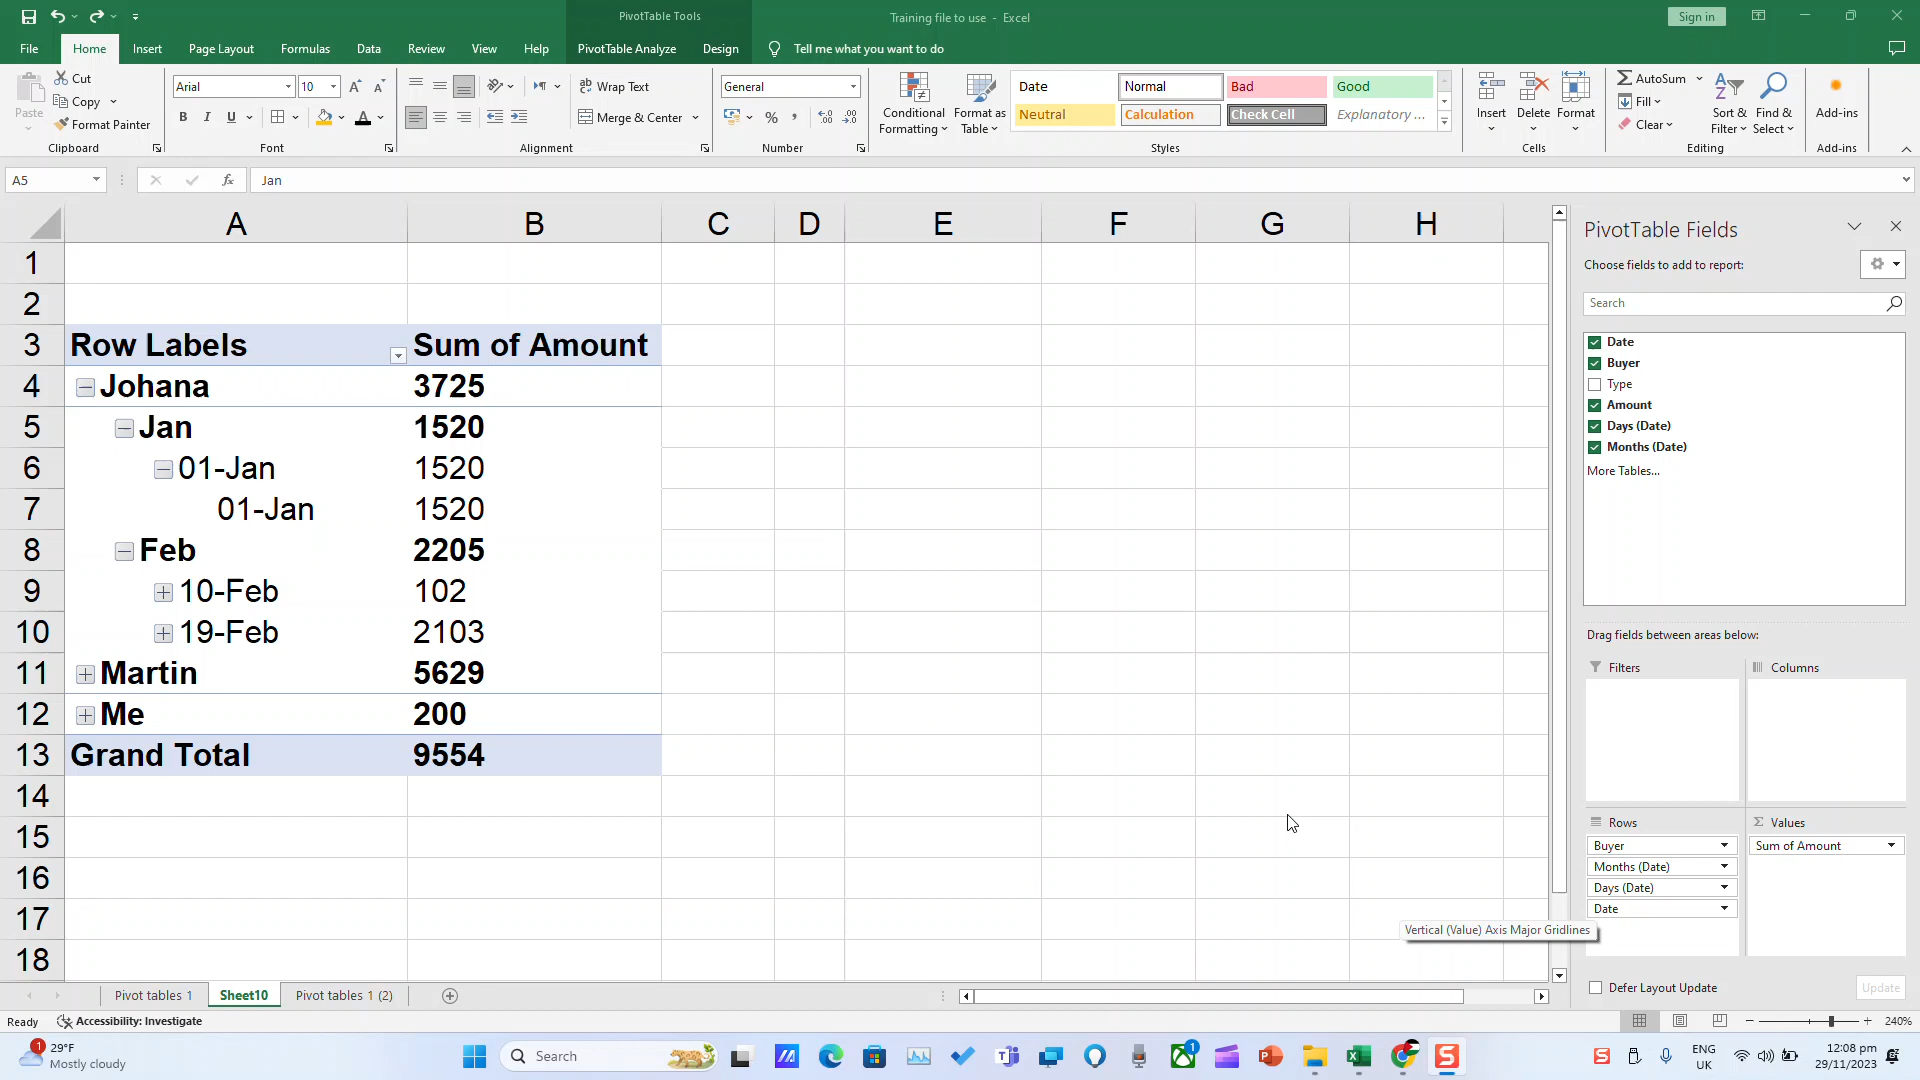 PivotTable Tools
Training file to use - Excel
Sign in
File Home Insert Page Layout Formulas Data Review View Help PivotTable Analyze Design Tell me what you want to do
Paste
Cut
Copy
Format Painter
Clipboard
Arial 10
B I U
Font
Wrap Text
Merge & Center
Alignment
General
Number
Conditional Formatting
Format as Table
Date Normal Bad Good
Neutral Calculation Check Cell Explanatory ...
Styles
Insert Delete Format
Cells
AutoSum
Fill
Clear
Sort & Filter
Find & Select
Editing
Add-ins
Add-ins
A5 fx Jan
A B C D E F G H
1
2
3 Row Labels Sum of Amount
4 Johana 3725
5 Jan 1520
6 01-Jan 1520
7 01-Jan 1520
8 Feb 2205
9 10-Feb 102
10 19-Feb 2103
11 Martin 5629
12 Me 200
13 Grand Total 9554
14
15
16
17
18
PivotTable Fields
Choose fields to add to report:
Search
Date
Buyer
Type
Amount
Days (Date)
Months (Date)
More Tables...
Drag fields between areas below:
Filters Columns
Rows Values
Buyer Sum of Amount
Months (Date)
Days (Date)
Date
Vertical (Value) Axis Major Gridlines
Defer Layout Update Update
Pivot tables 1 Sheet10 Pivot tables 1 (2)
Ready Accessibility: Investigate 240%
1
29°F
Mostly cloudy
Search
1
ENG
UK
12:08 pm
29/11/2023